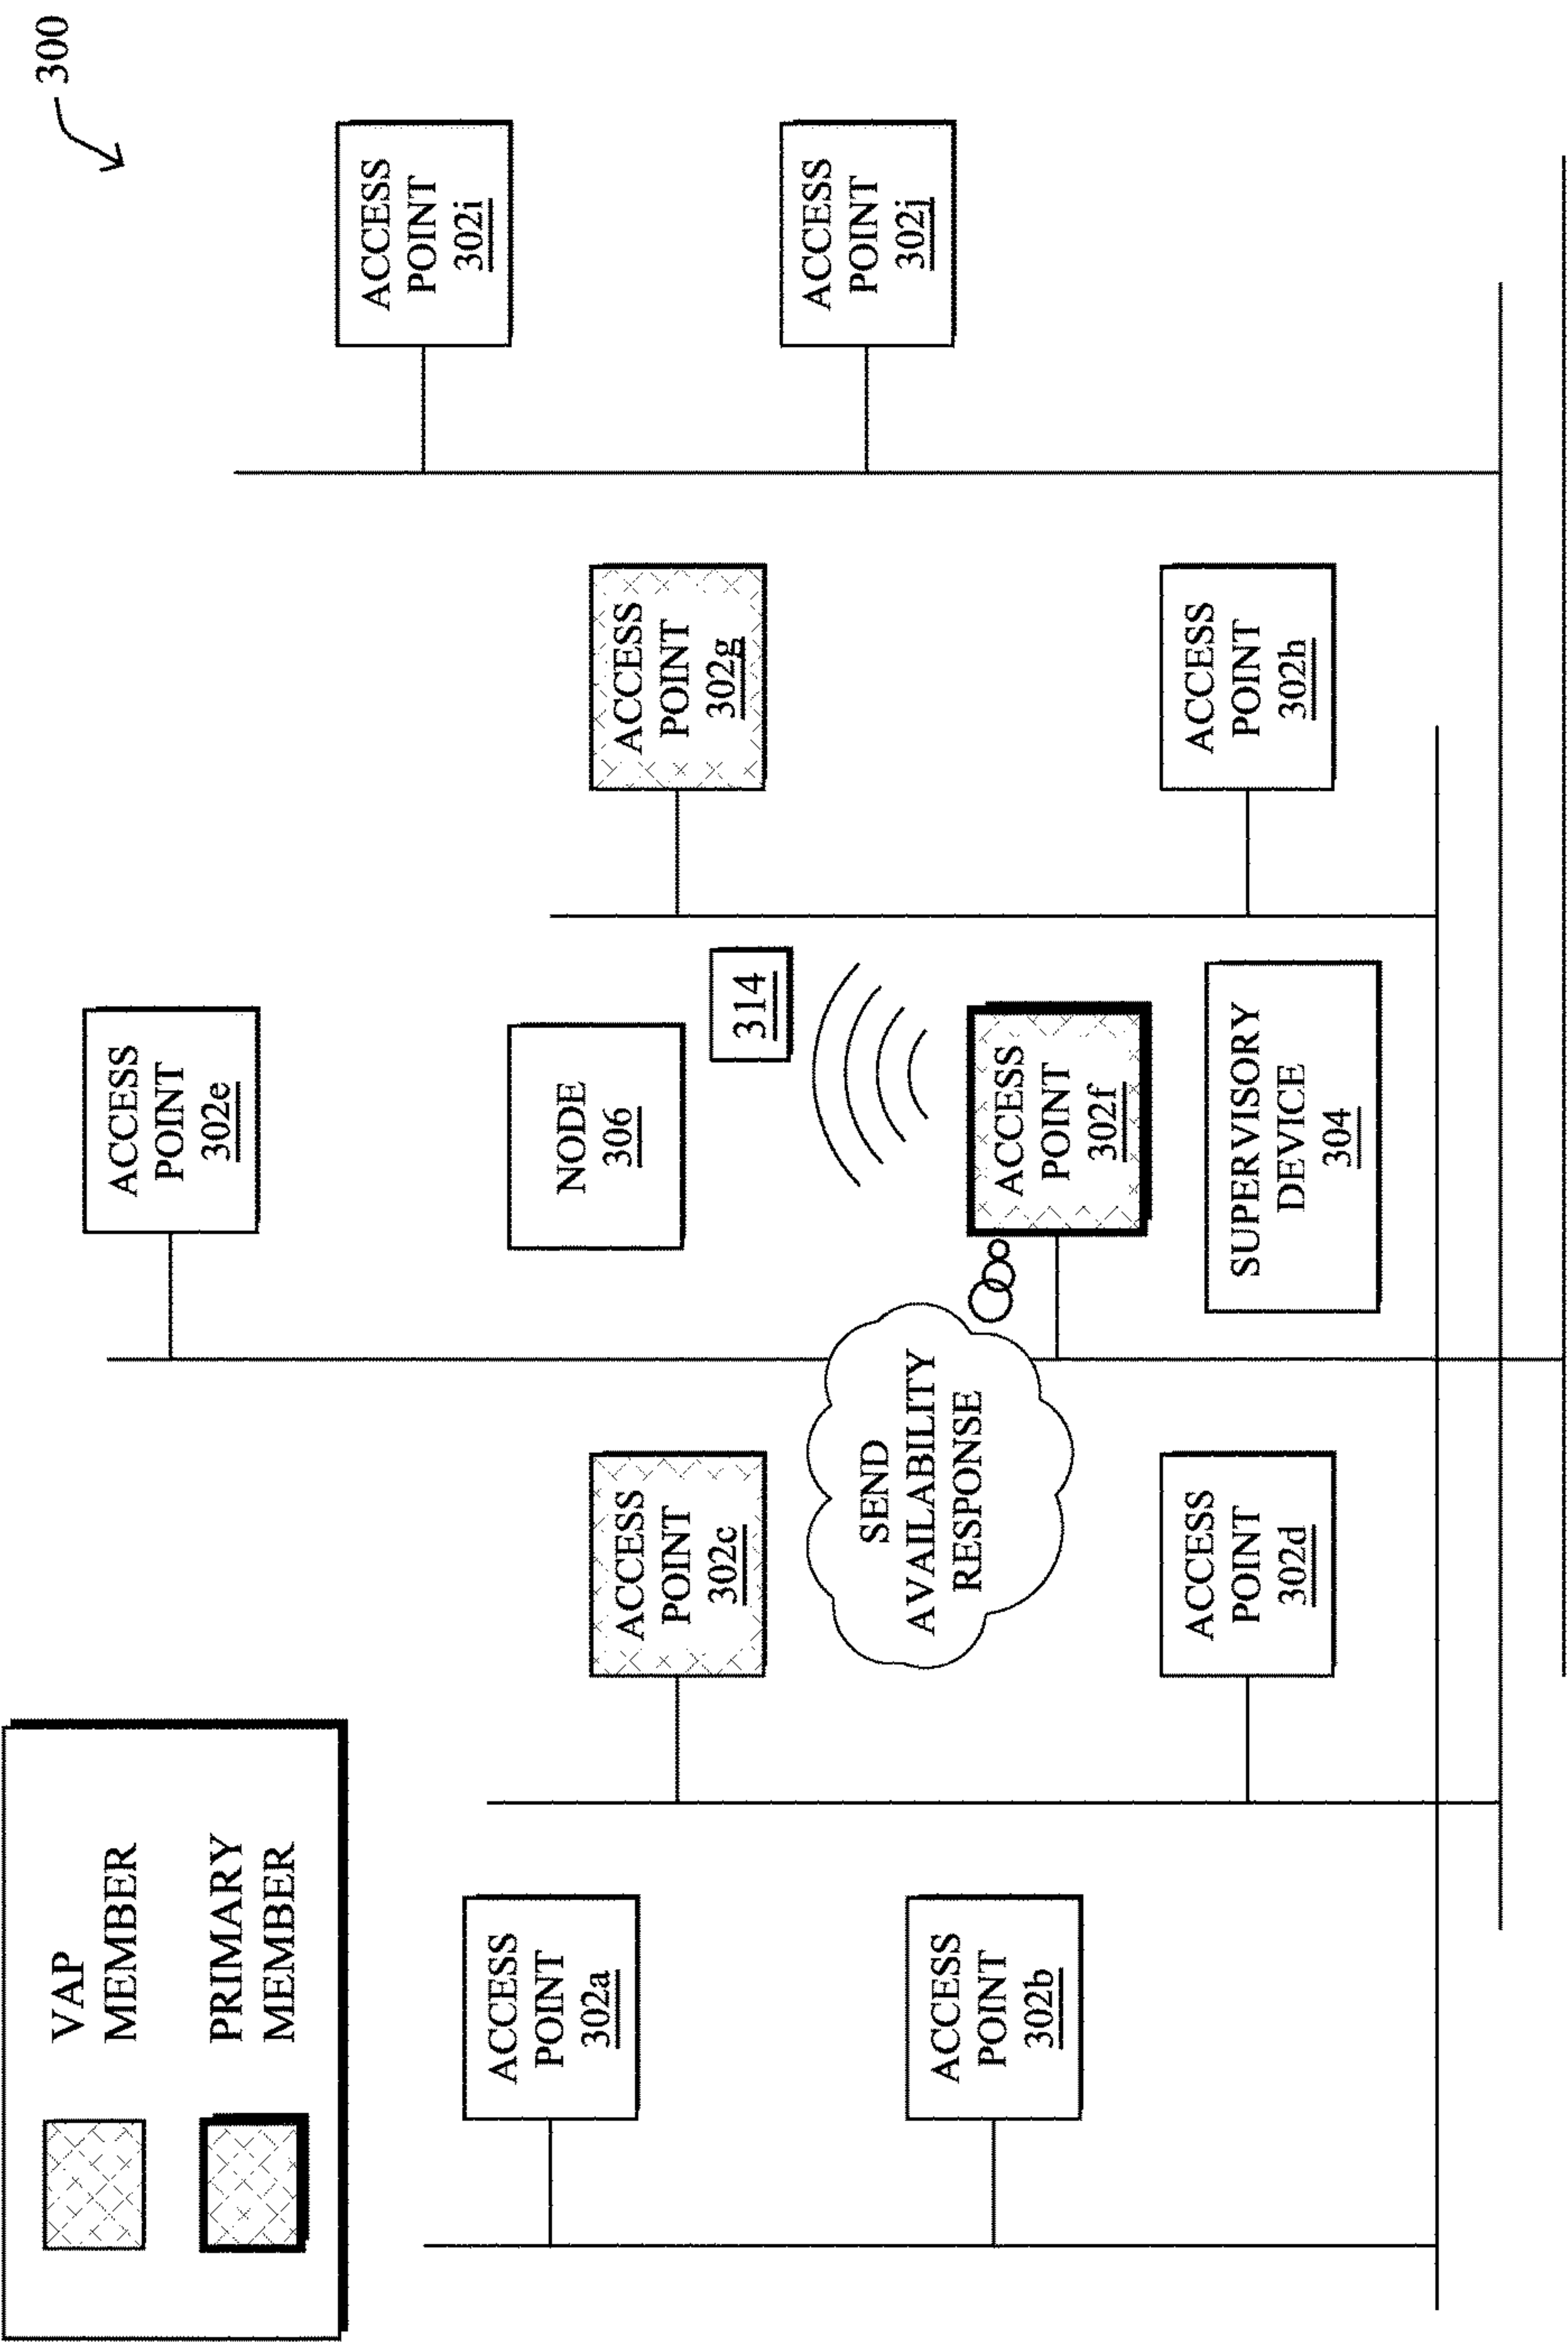 300
VAP
MEMBER
PRIMARY
MEMBER
ACCESS
POINT
302a
ACCESS
POINT
302b
ACCESS
POINT
302c
ACCESS
POINT
302d
ACCESS
POINT
302e
NODE
306
314
SEND
AVAILABILITY
RESPONSE
ACCESS
POINT
302f
SUPERVISORY
DEVICE
304
ACCESS
POINT
302g
ACCESS
POINT
302h
ACCESS
POINT
302i
ACCESS
POINT
302j